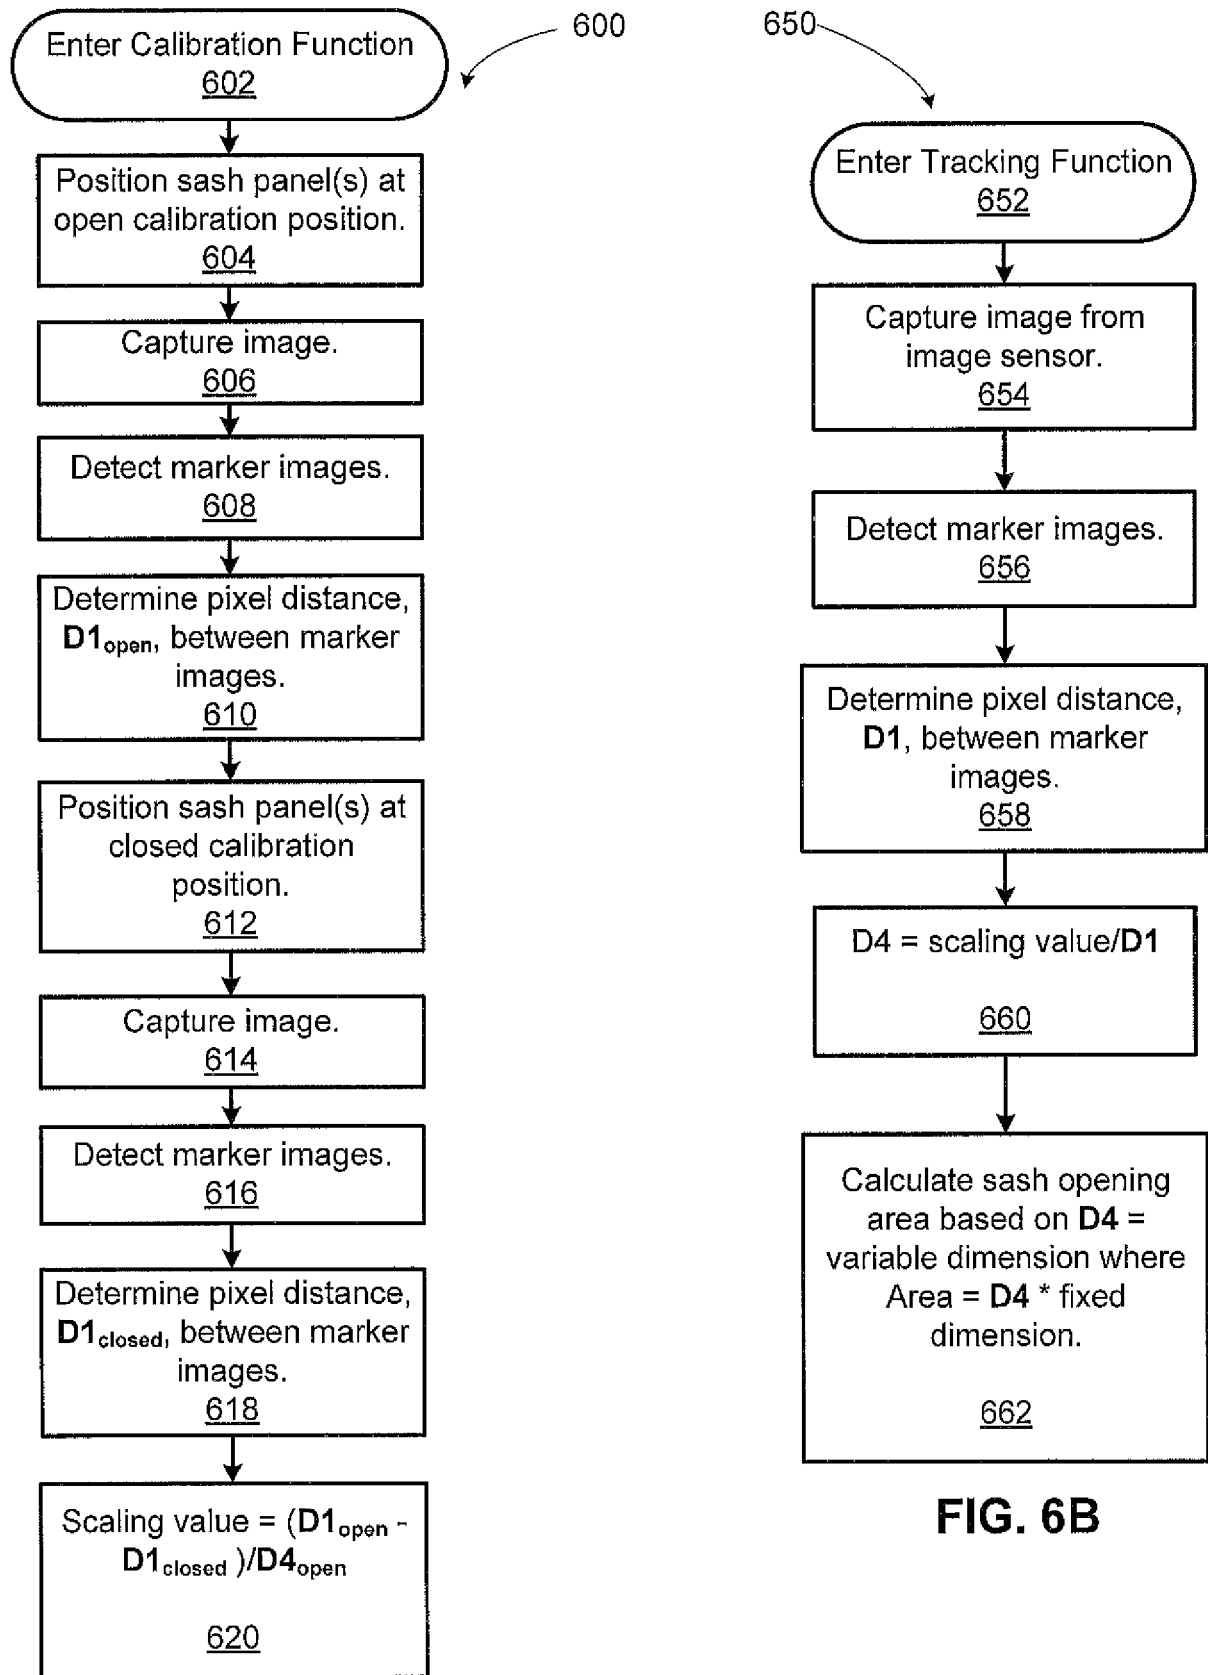 600
Enter Calibration Function
602
Position sash panel(s) at
open calibration position.
604
Capture image.
606
Detect marker images.
608
Determine pixel distance,
D1open, between marker
images.
610
Position sash panel(s) at
closed calibration
position.
612
Capture image.
614
Detect marker images.
616
Determine pixel distance,
D1closed, between marker
images.
618
Scaling value = (D1open -
D1closed )/D4open
620
650
Enter Tracking Function
652
Capture image from
image sensor.
654
Detect marker images.
656
Determine pixel distance,
D1, between marker
images.
658
D4 = scaling value/D1
660
Calculate sash opening
area based on D4 =
variable dimension where
Area = D4 * fixed
dimension.
662
FIG. 6B